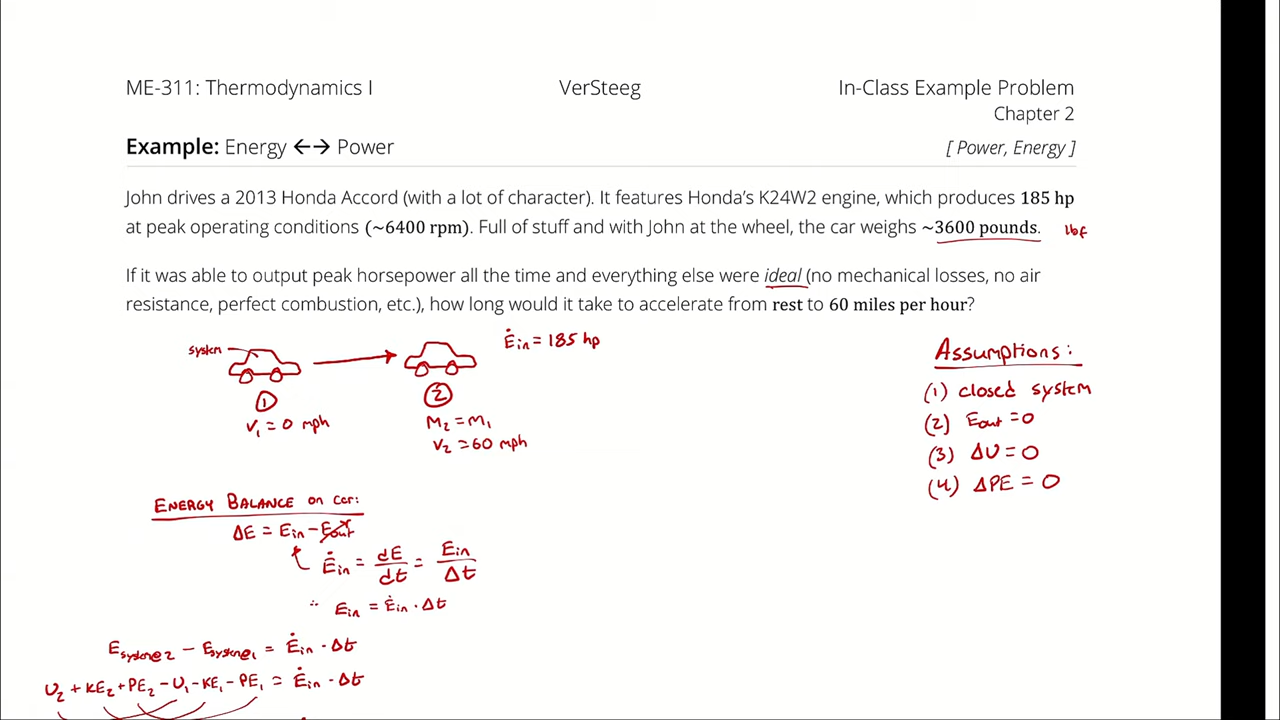 ME-311: Thermodynamics I VerSteeg In-Class Example Problem
Chapter 2
Example: Energy ←→ Power [ Power, Energy ]
John drives a 2013 Honda Accord (with a lot of character). It features Honda's K24W2 engine, which produces 185 hp
at peak operating conditions (~6400 rpm). Full of stuff and with John at the wheel, the car weighs ~3600 pounds. lbf
If it was able to output peak horsepower all the time and everything else were ideal (no mechanical losses, no air
resistance, perfect combustion, etc.), how long would it take to accelerate from rest to 60 miles per hour?
system
Ėin = 185 hp
① ②
V₁ = 0 mph
M₂ = M₁
V₂ = 60 mph
Assumptions:
(1) closed system
(2) Eout = 0
(3) ΔU = 0
(4) ΔPE = 0
ENERGY BALANCE on car:
ΔE = Ein − Eout
Ėin = dE/dt = Ein/Δt
∴ Ein = Ėin · Δt
Esystem@2 − Esystem@1 = Ėin · Δt
U₂ + KE₂ + PE₂ − U₁ − KE₁ − PE₁ = Ėin · Δt